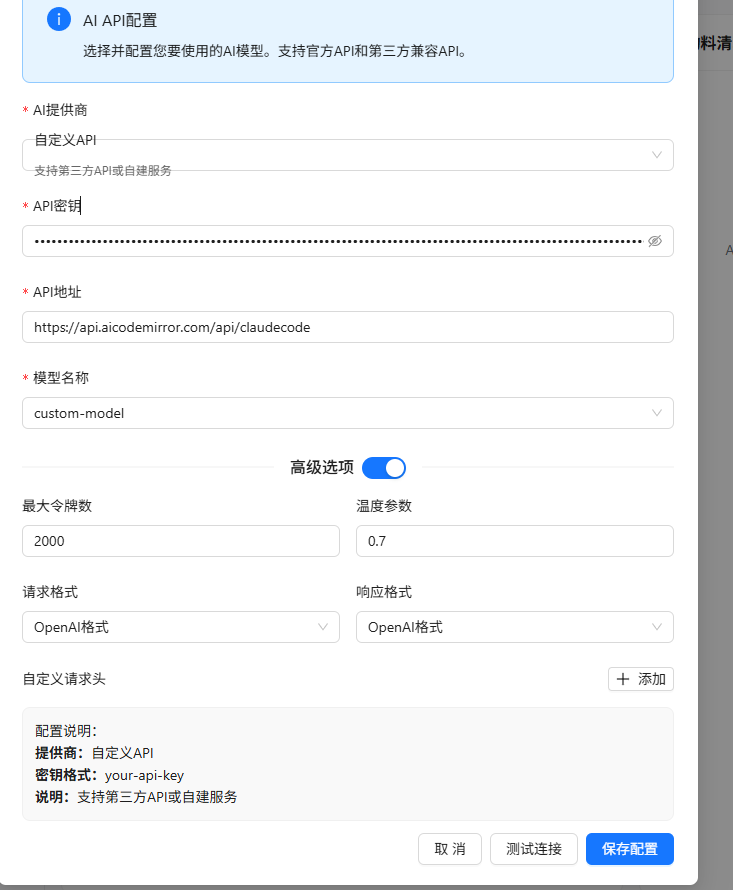 AI API配置
选择并配置您要使用的AI模型。支持官方API和第三方兼容API。
料清
* AI提供商
自定义API
支持第三方API或自建服务
* API密钥
* API地址
https://api.aicodemirror.com/api/claudecode
* 模型名称
custom-model
高级选项
最大令牌数 温度参数
2000 0.7
请求格式 响应格式
OpenAI格式 OpenAI格式
自定义请求头 + 添加
配置说明：
提供商：自定义API
密钥格式：your-api-key
说明：支持第三方API或自建服务
取 消 测试连接 保存配置